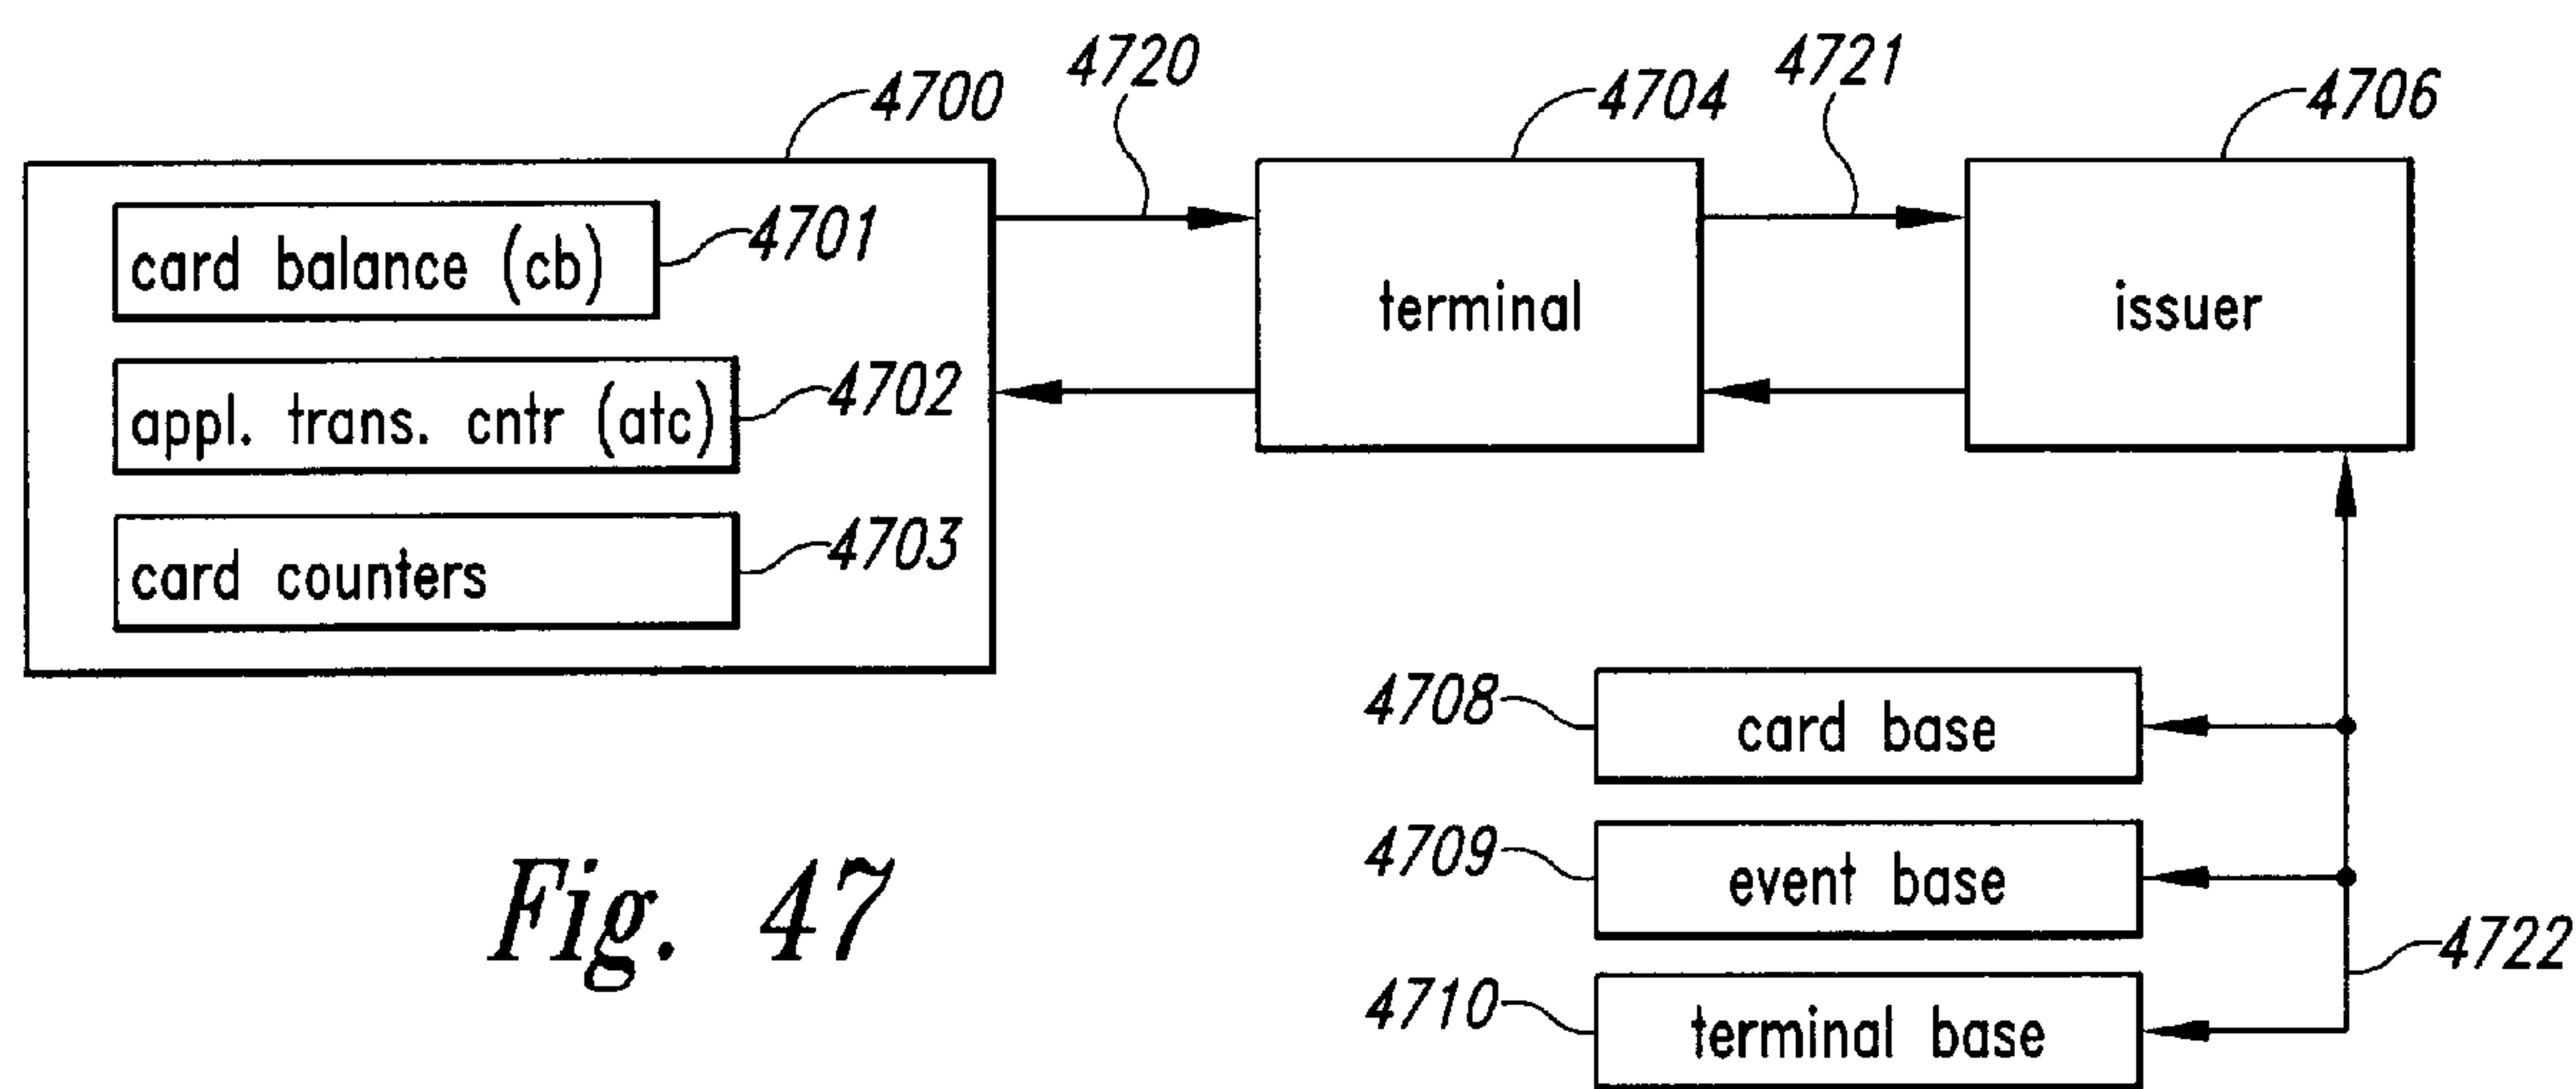 4700
4720
4704
4721
4706
card balance (cb)
4701
appl. trans. cntr (atc)
4702
card counters
4703
terminal
issuer
4708
card base
4709
event base
4710
terminal base
4722
Fig. 47